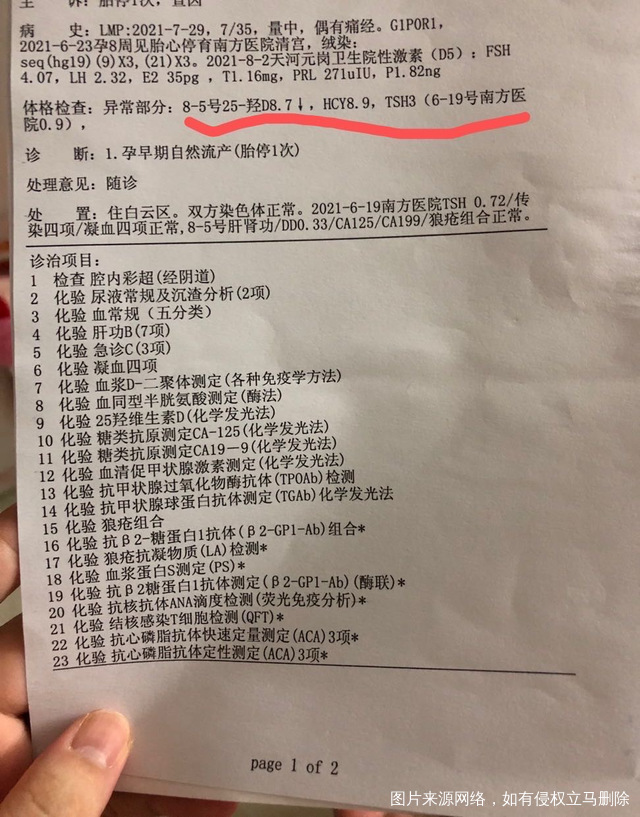 主　　诉：胎停1次，查因
病　　史：LMP:2021-7-29，7/35，量中，偶有痛经。G1P0R1，
2021-6-23孕8周见胎心停育南方医院清宫，绒染：
seq(hg19)(9)X3,(21)X3。2021-8-2天河元岗卫生院性激素（D5）：FSH
4.07，LH 2.32，E2 35pg ，T1.16mg，PRL 271uIU，P1.82ng
体格检查：异常部分：8-5号25-羟D8.7↓，HCY8.9，TSH3（6-19号南方医
院0.9），
诊　　断：1.孕早期自然流产(胎停1次)
处理意见：随诊
处　　置：住白云区。双方染色体正常。2021-6-19南方医院TSH 0.72/传
染四项/凝血四项正常,8-5号肝肾功/DD0.33/CA125/CA199/狼疮组合正常。
诊治项目：
1 检查 腔内彩超(经阴道)
2 化验 尿液常规及沉渣分析(2项)
3 化验 血常规（五分类）
4 化验 肝功B(7项)
5 化验 急诊C(3项)
6 化验 凝血四项
7 化验 血浆D-二聚体测定(各种免疫学方法)
8 化验 血同型半胱氨酸测定(酶法)
9 化验 25羟维生素D(化学发光法)
10 化验 糖类抗原测定CA-125(化学发光法)
11 化验 糖类抗原测定CA19－9(化学发光法)
12 化验 血清促甲状腺激素测定(化学发光法)
13 化验 抗甲状腺过氧化物酶抗体(TPOAb)检测
14 化验 抗甲状腺球蛋白抗体测定(TGAb)化学发光法
15 化验 狼疮组合
16 化验 抗β2-糖蛋白1抗体(β2-GP1-Ab)组合*
17 化验 狼疮抗凝物质(LA)检测*
18 化验 血浆蛋白S测定(PS)*
19 化验 抗β2糖蛋白1抗体测定(β2-GP1-Ab)(酶联)*
20 化验 抗核抗体ANA滴度检测(荧光免疫分析)*
21 化验 结核感染T细胞检测(QFT)*
22 化验 抗心磷脂抗体快速定量测定(ACA)3项*
23 化验 抗心磷脂抗体定性测定(ACA)3项*
page 1 of 2
图片来源网络，如有侵权立马删除